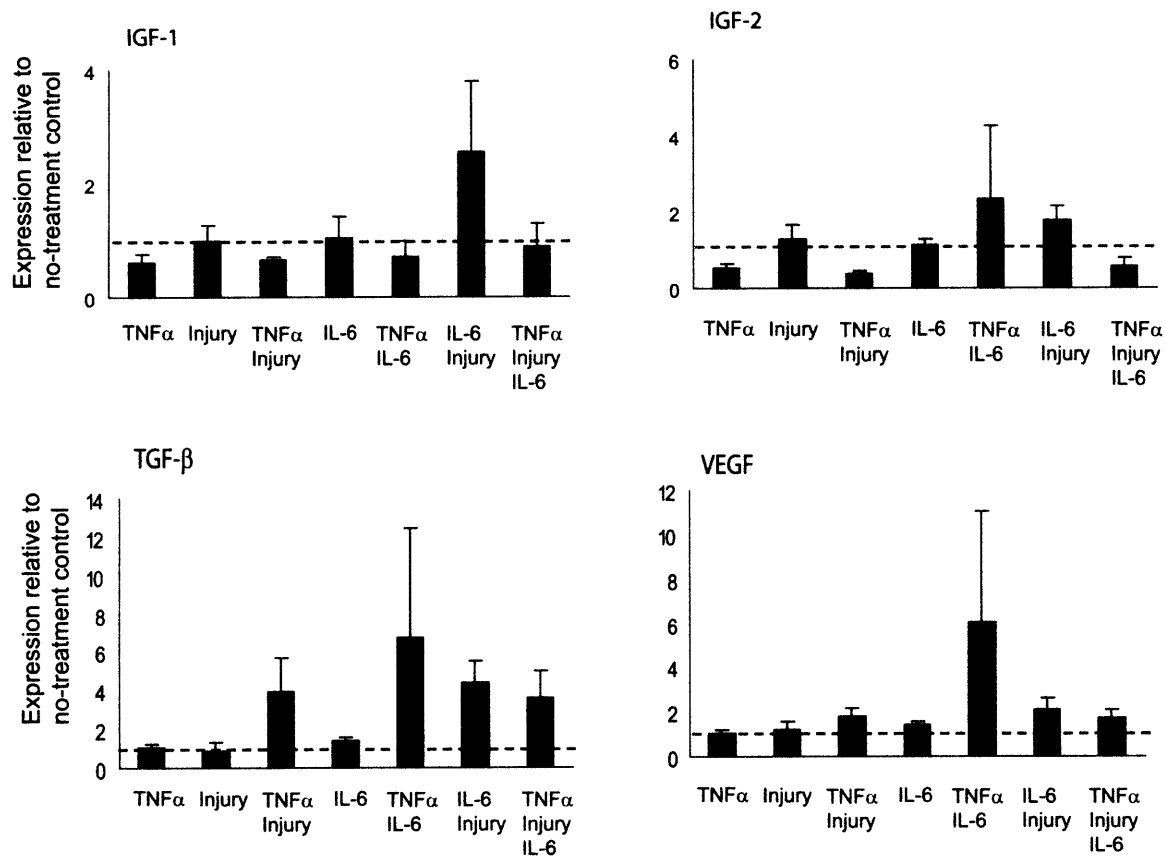 IGF-1
Expression relative to
no-treatment control
4
2
0
TNFα Injury TNFα IL-6 TNFα IL-6 TNFα
Injury IL-6 Injury Injury
IL-6
IGF-2
6
4
2
0
TNFα Injury TNFα IL-6 TNFα IL-6 TNFα
Injury IL-6 Injury Injury
IL-6
TGF-β
Expression relative to
no-treatment control
14
12
10
8
6
4
2
0
TNFα Injury TNFα IL-6 TNFα IL-6 TNFα
Injury IL-6 Injury Injury
IL-6
VEGF
12
10
8
6
4
2
0
TNFα Injury TNFα IL-6 TNFα IL-6 TNFα
Injury IL-6 Injury Injury
IL-6